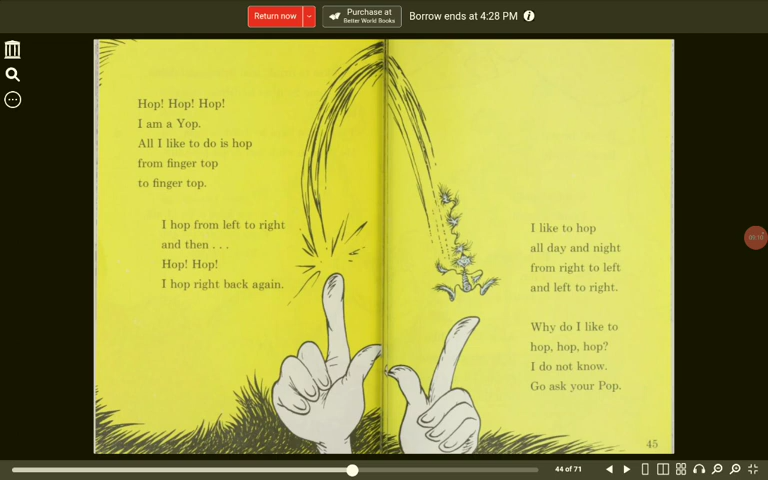 Return now
Purchase at
Better World Books
Borrow ends at 4:28 PM
Hop! Hop! Hop!
I am a Yop.
All I like to do is hop
from finger top
to finger top.
I hop from left to right
and then . . .
Hop! Hop!
I hop right back again.
I like to hop
all day and night
from right to left
and left to right.
Why do I like to
hop, hop, hop?
I do not know.
Go ask your Pop.
45
44 of 71